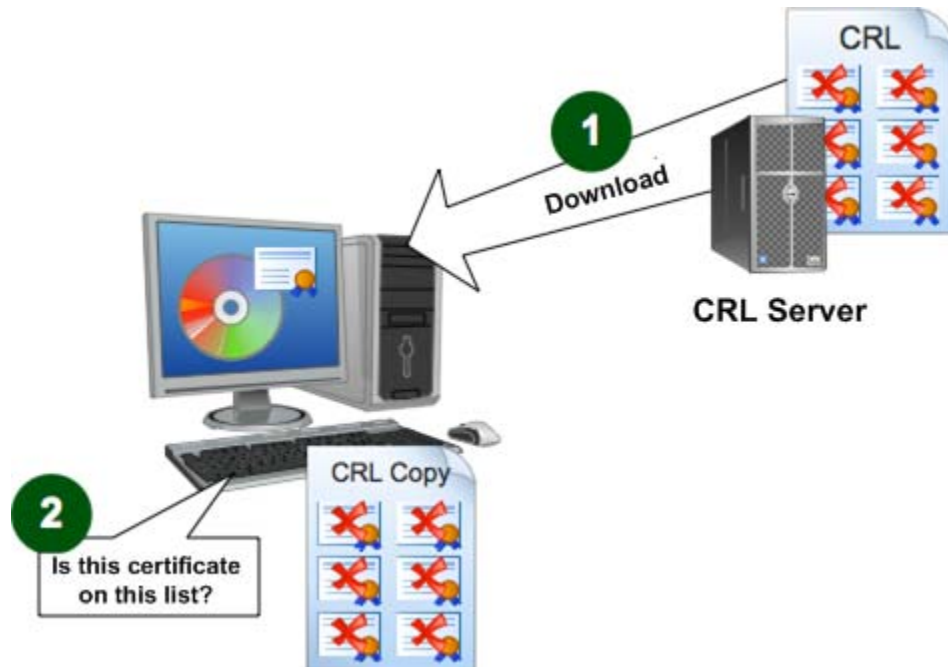 CRL
1
Download
CRL Server
CRL Copy
2
Is this certificate
on this list?